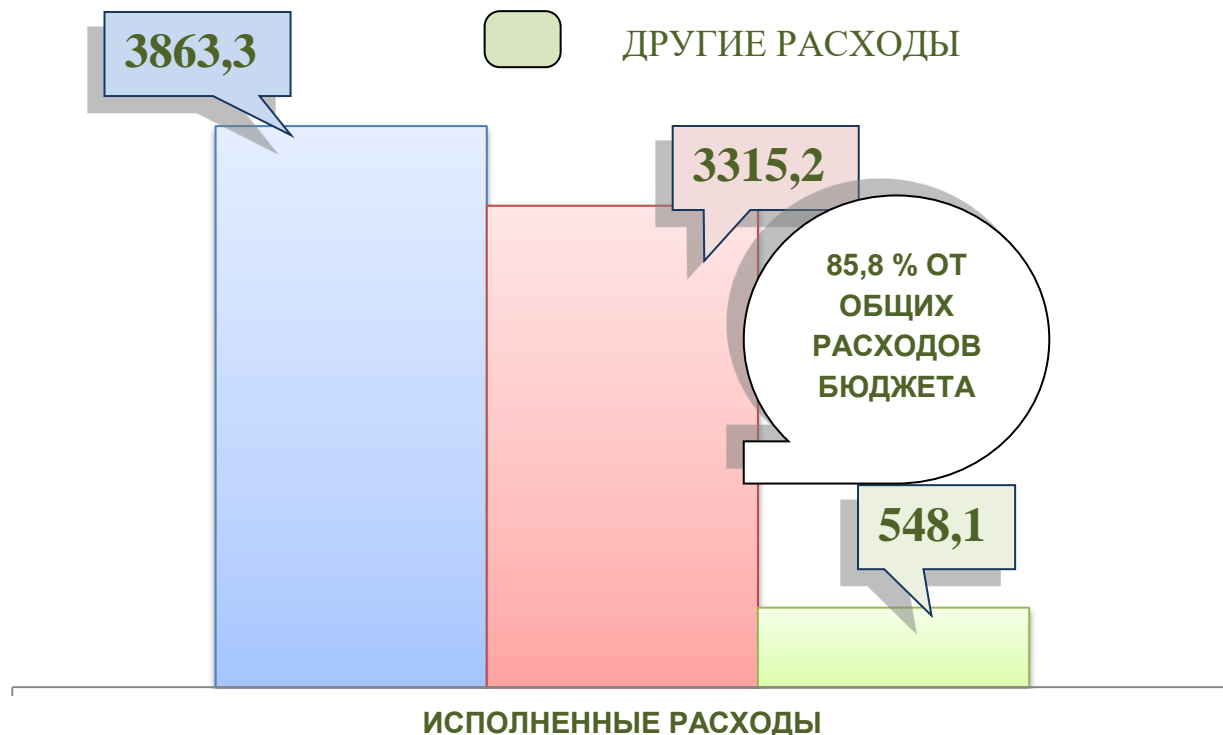 3863,3
ДРУГИЕ РАСХОДЫ
3315,2
85,8 % ОТ
ОБЩИХ
РАСХОДОВ
БЮДЖЕТА
548,1
ИСПОЛНЕННЫЕ РАСХОДЫ